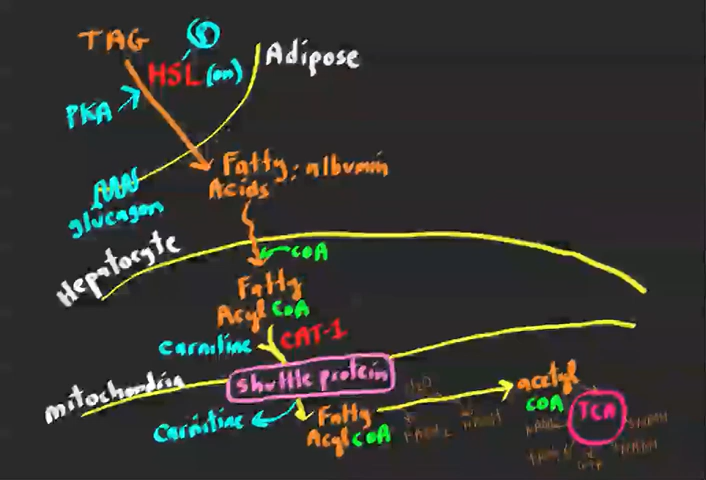 TAG
P
HSL (on)
Adipose
PKA
Fatty Acids : albumin
glucagon
Hepatocyte
CoA
Fatty
Acyl CoA
Carnitine
CAT-1
mitochondria
shuttle protein
Carnitine
Fatty
Acyl CoA
H2O
acetyl
CoA
TCA